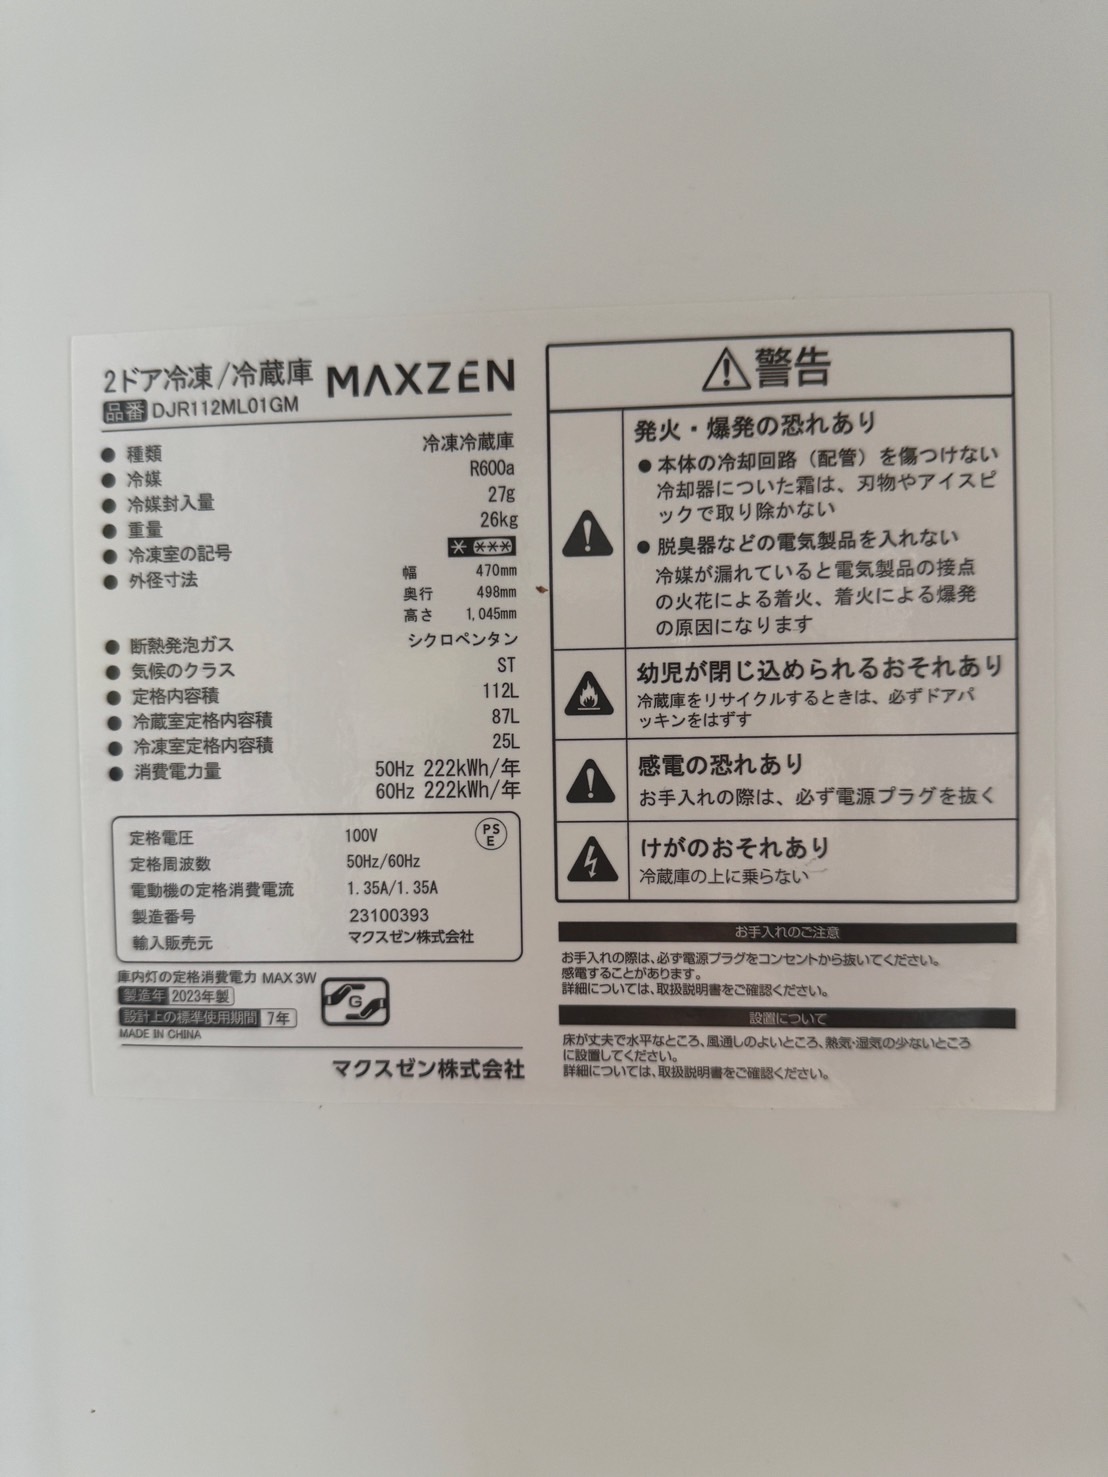 2ドア冷凍/冷蔵庫 MAXZEN
品番 DJR112ML01GM
● 種類 冷凍冷蔵庫
● 冷媒 R600a
● 冷媒封入量 27g
● 重量 26kg
● 冷凍室の記号
● 外径寸法 幅 470mm
奥行 498mm
高さ 1,045mm
● 断熱発泡ガス シクロペンタン
● 気候のクラス ST
● 定格内容積 112L
● 冷蔵室定格内容積 87L
● 冷凍室定格内容積 25L
● 消費電力量 50Hz 222kWh/年
60Hz 222kWh/年
定格電圧 100V
PS
E
定格周波数 50Hz/60Hz
電動機の定格消費電流 1.35A/1.35A
製造番号 23100393
輸入販売元 マクスゼン株式会社
庫内灯の定格消費電力 MAX 3W
製造年 2023年製
設計上の標準使用期間 7年
G
MADE IN CHINA
マクスゼン株式会社
警告
発火・爆発の恐れあり
● 本体の冷却回路（配管）を傷つけない
冷却器についた霜は、刃物やアイスピ
ックで取り除かない
● 脱臭器などの電気製品を入れない
冷媒が漏れていると電気製品の接点
の火花による着火、着火による爆発
の原因になります
幼児が閉じ込められるおそれあり
冷蔵庫をリサイクルするときは、必ずドアパ
ッキンをはずす
感電の恐れあり
お手入れの際は、必ず電源プラグを抜く
けがのおそれあり
冷蔵庫の上に乗らない
お手入れのご注意
お手入れの際は、必ず電源プラグをコンセントから抜いてください。
感電することがあります。
詳細については、取扱説明書をご確認ください。
設置について
床が丈夫で水平なところ、風通しのよいところ、熱気・湿気の少ないところ
に設置してください。
詳細については、取扱説明書をご確認ください。